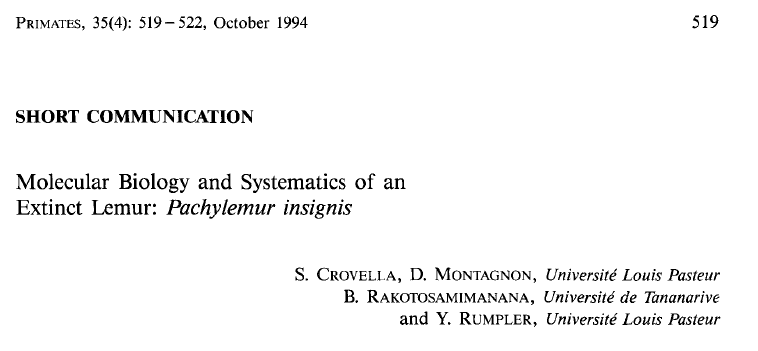 PRIMATES, 35(4): 519–522, October 1994 519
SHORT COMMUNICATION
Molecular Biology and Systematics of an
Extinct Lemur: Pachylemur insignis
S. CROVELLA, D. MONTAGNON, Université Louis Pasteur
B. RAKOTOSAMIMANANA, Université de Tananarive
and Y. RUMPLER, Université Louis Pasteur